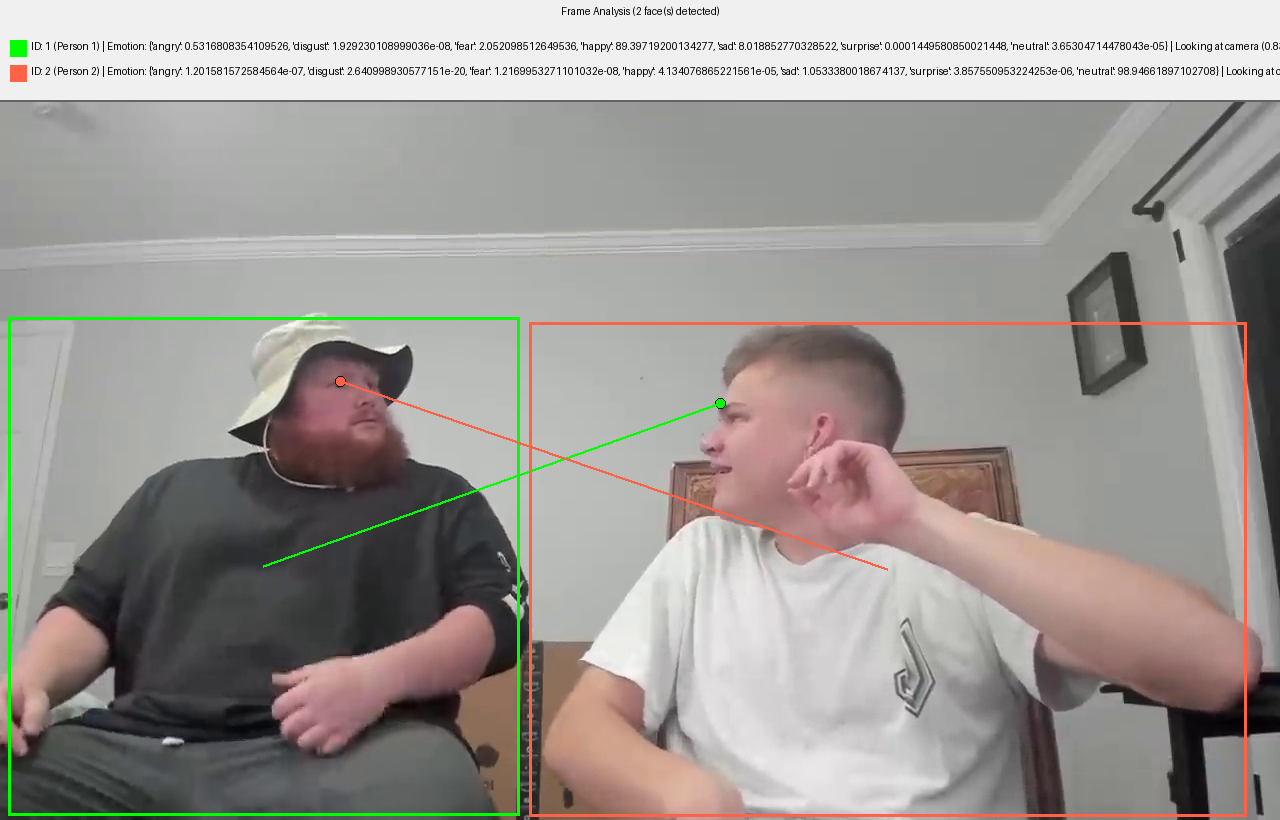 Frame Analysis (2 face(s) detected)
ID: 1 (Person 1) | Emotion: {'angry': 0.5316808354109526, 'disgust': 1.929230108999036e-08, 'fear': 2.052098512649536, 'happy': 89.39719200134277, 'sad': 8.018852770328522, 'surprise': 0.0001449580850021448, 'neutral': 3.65304714478043e-05} | Looking at camera (0.8
ID: 2 (Person 2) | Emotion: {'angry': 1.201581572584564e-07, 'disgust': 2.640998930577151e-20, 'fear': 1.2169953271101032e-08, 'happy': 4.134076865221561e-05, 'sad': 1.0533380018674137, 'surprise': 3.857550953224253e-06, 'neutral': 98.94661897102708} | Looking at